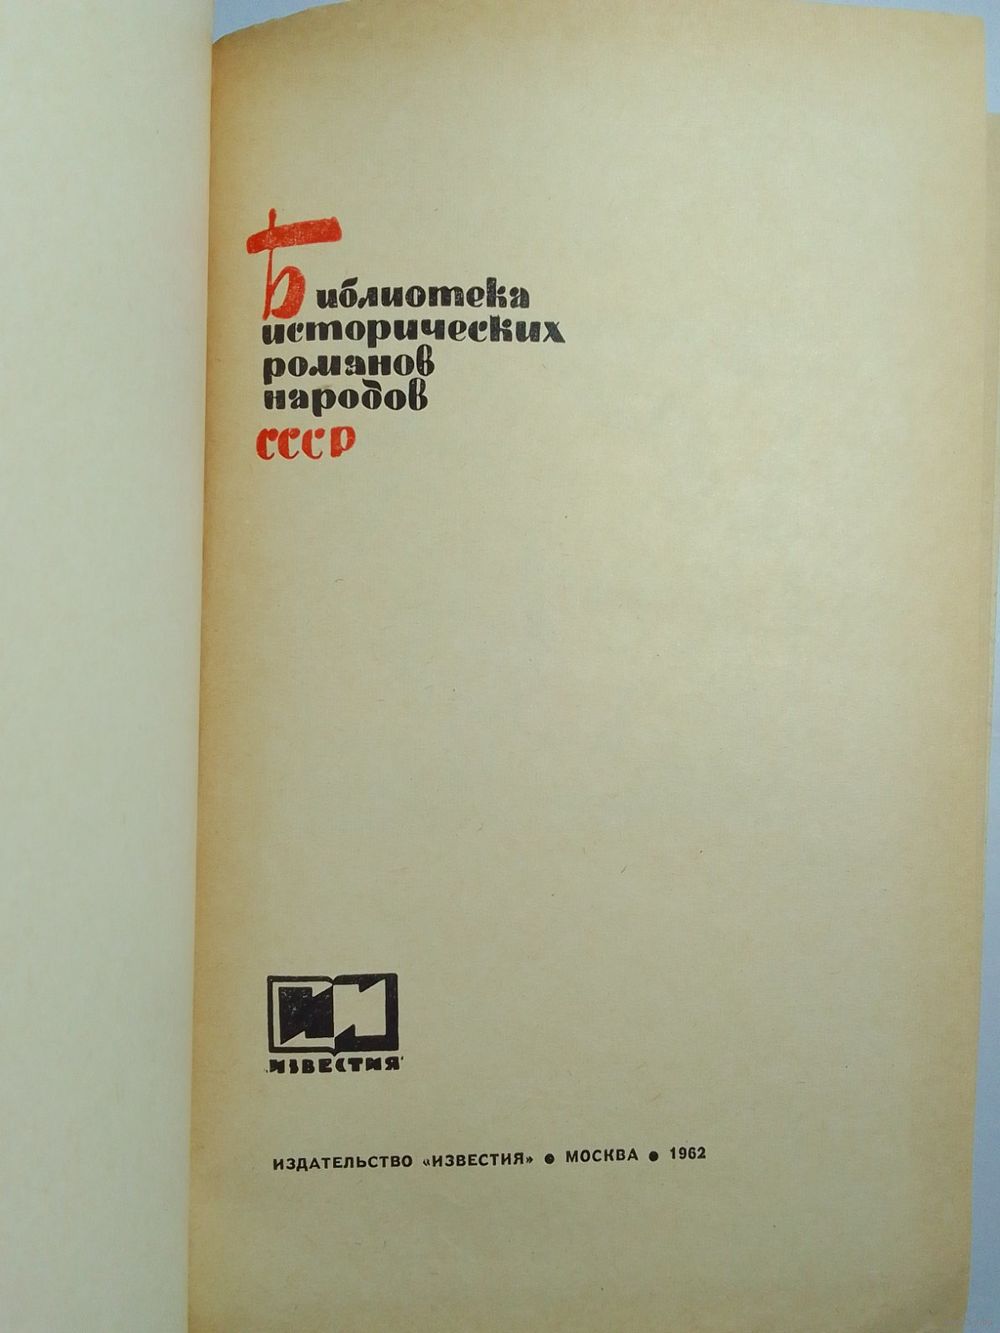 Библиотека
исторических
романов
народов
СССР
ИИ
„ИЗВЕСТИЯ"
ИЗДАТЕЛЬСТВО «ИЗВЕСТИЯ» ● МОСКВА ● 1962